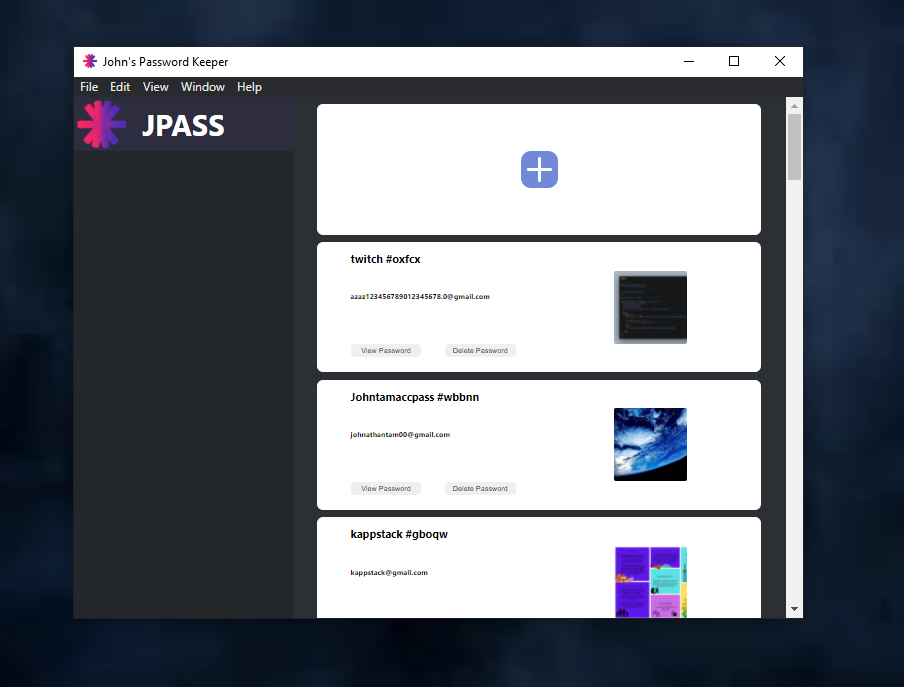 John's Password Keeper
File Edit View Window Help
JPASS
twitch #oxfcx
azaz123456789012345678.0@gmail.com
View Password Delete Password
Johntamaccpass #wbbnn
johnathantam00@gmail.com
View Password Delete Password
kappstack #gboqw
kappstack@gmail.com